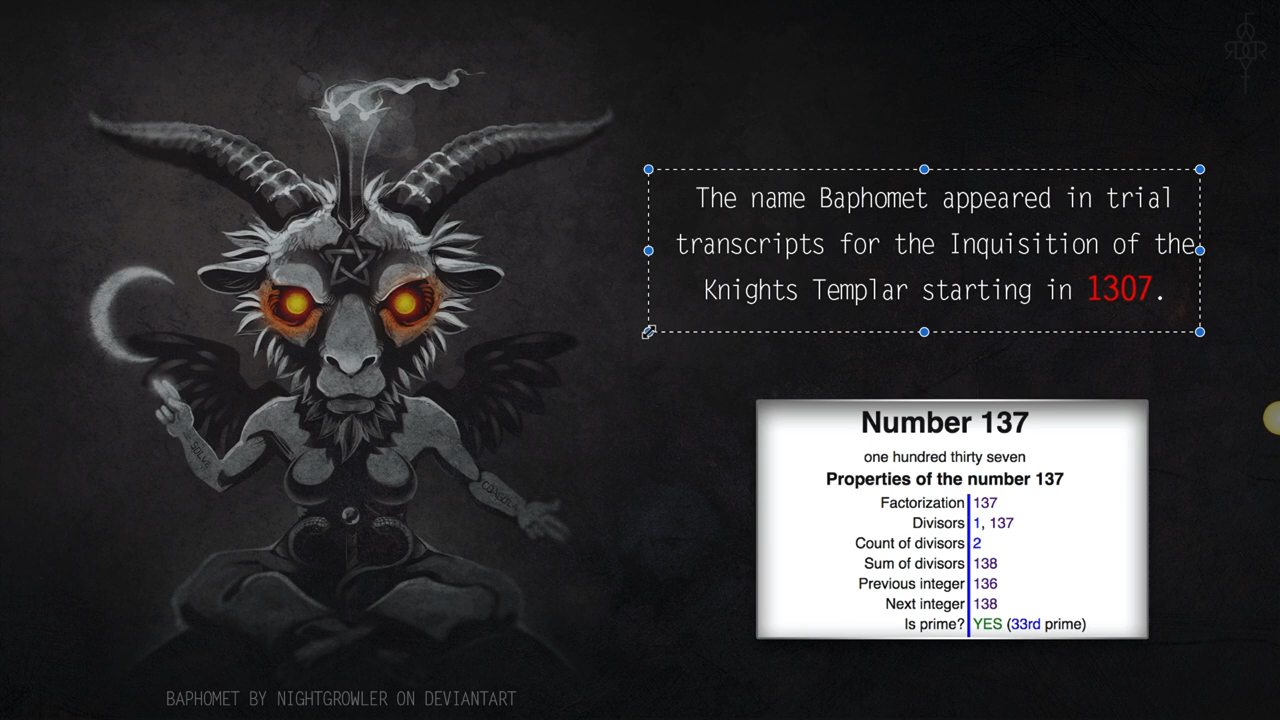 The name Baphomet appeared in trial
transcripts for the Inquisition of the
Knights Templar starting in 1307.
Number 137
one hundred thirty seven
Properties of the number 137
Factorization 137
Divisors 1, 137
Count of divisors 2
Sum of divisors 138
Previous integer 136
Next integer 138
Is prime? YES (33rd prime)
SOLVE
BAPHOMET BY NIGHTGROWLER ON DEVIANTART